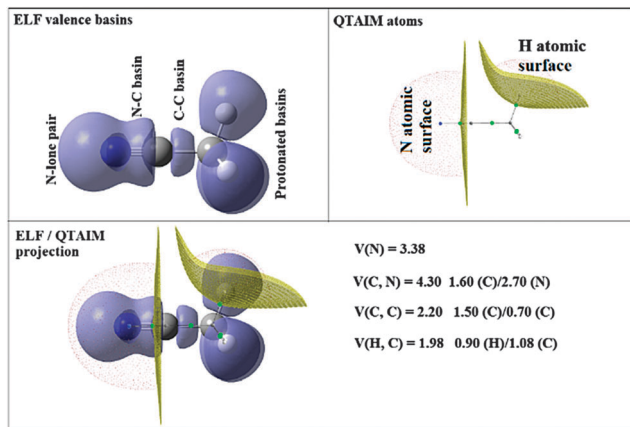 ELF valence basins
N-lone pair
N-C basin
C-C basin
Protonated basins
QTAIM atoms
H atomic
surface
N atomic
surface
ELF / QTAIM
projection
V(N) = 3.38
V(C, N) = 4.30 1.60 (C)/2.70 (N)
V(C, C) = 2.20 1.50 (C)/0.70 (C)
V(H, C) = 1.98 0.90 (H)/1.08 (C)